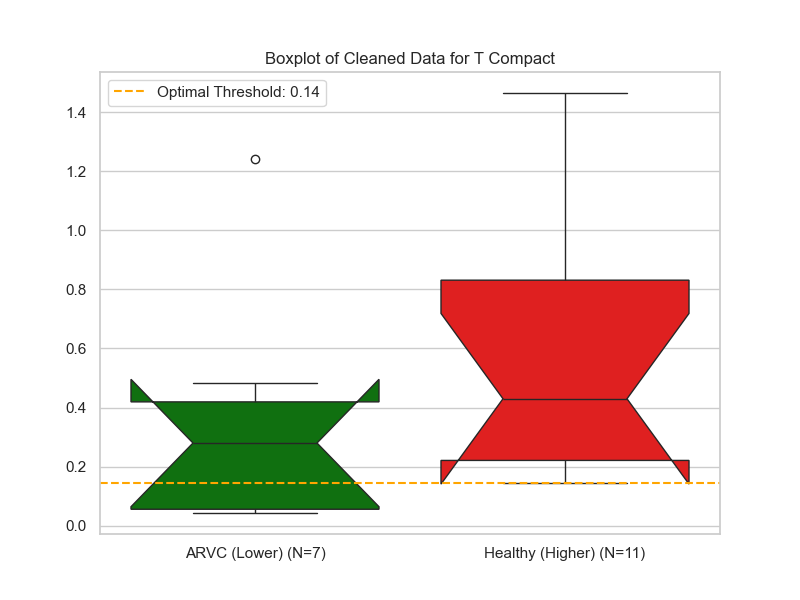 Boxplot of Cleaned Data for T Compact
Optimal Threshold: 0.14
1.4
1.2
1.0
0.8
0.6
0.4
0.2
0.0
ARVC (Lower) (N=7)
Healthy (Higher) (N=11)